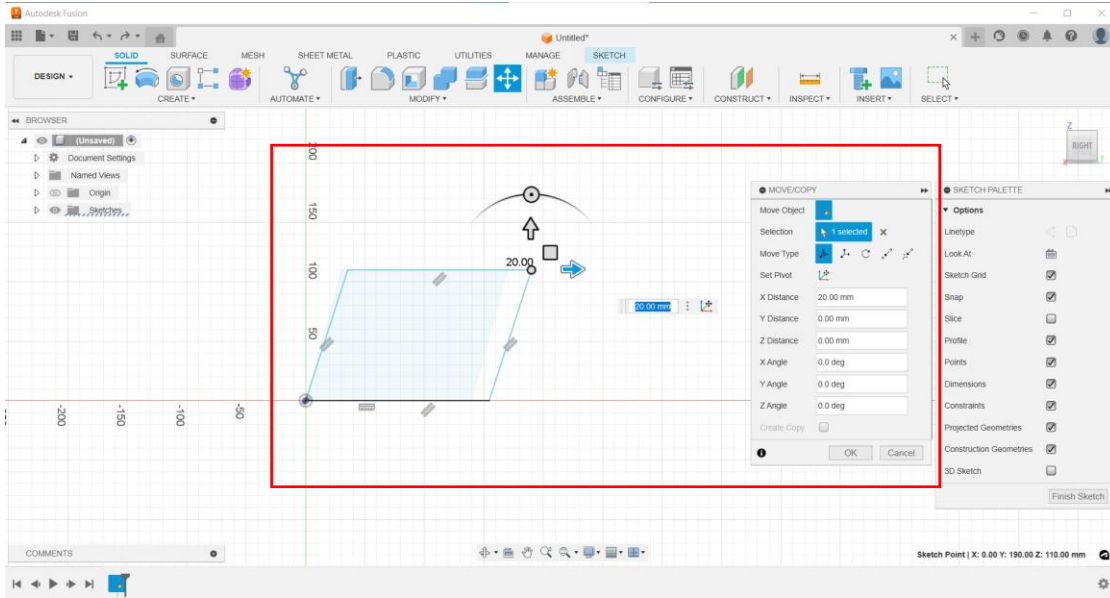 Autodesk Fusion
Untitled*
SOLID SURFACE MESH SHEET METAL PLASTIC UTILITIES MANAGE SKETCH
DESIGN
CREATE AUTOMATE MODIFY ASSEMBLE CONFIGURE CONSTRUCT INSPECT INSERT SELECT
BROWSER
(Unsaved)
Document Settings
Named Views
Origin
Sketches
200
150
100
50
-200
-150
-100
-50
20.00
20.00 mm
Z
RIGHT
MOVE/COPY
Move Object
Selection 1 selected
Move Type
Set Pivot
X Distance 20.00 mm
Y Distance 0.00 mm
Z Distance 0.00 mm
X Angle 0.0 deg
Y Angle 0.0 deg
Z Angle 0.0 deg
Create Copy
OK Cancel
SKETCH PALETTE
Options
Linetype
Look At
Sketch Grid
Snap
Slice
Profile
Points
Dimensions
Constraints
Projected Geometries
Construction Geometries
3D Sketch
Finish Sketch
COMMENTS
Sketch Point | X: 0.00 Y: 190.00 Z: 110.00 mm